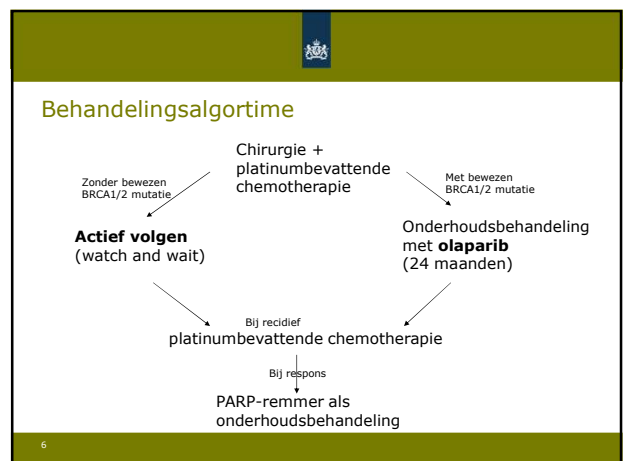 Behandelingsalgortime
Chirurgie +
platinumbevattende
chemotherapie
Zonder bewezen
BRCA1/2 mutatie
Met bewezen
BRCA1/2 mutatie
Actief volgen
(watch and wait)
Onderhoudsbehandeling
met olaparib
(24 maanden)
Bij recidief
platinumbevattende chemotherapie
Bij respons
PARP-remmer als
onderhoudsbehandeling
6